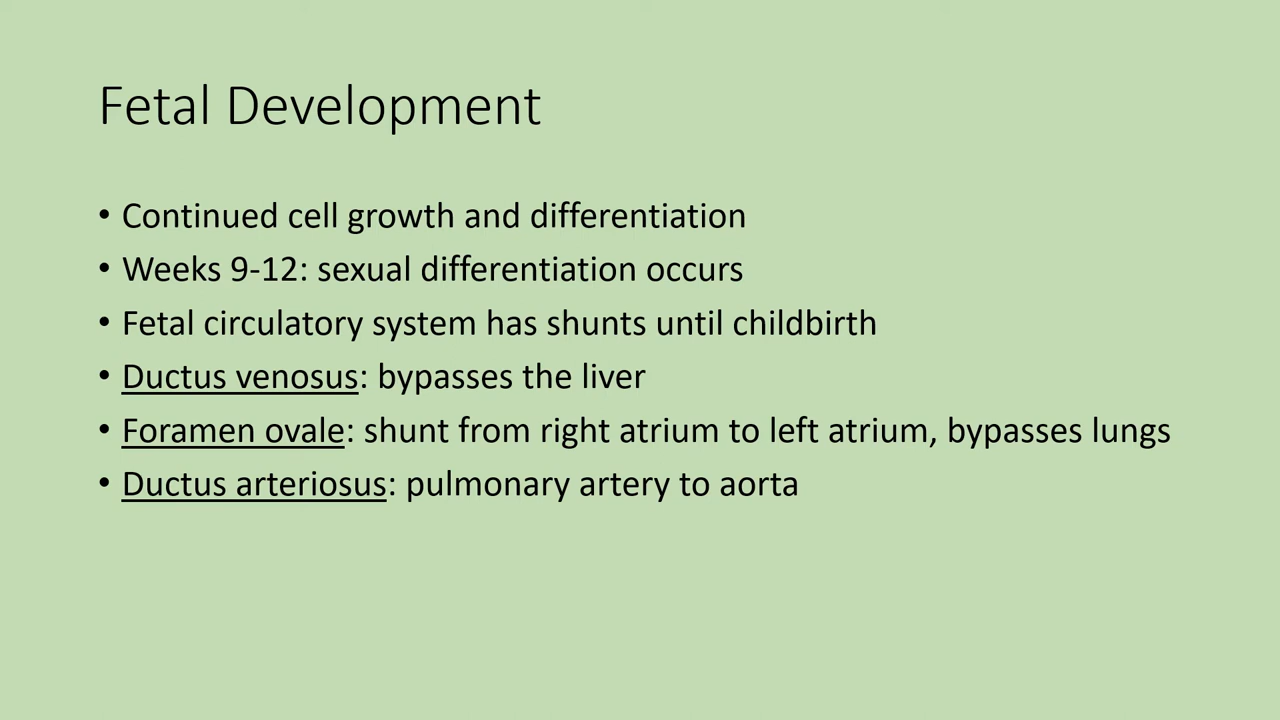 Fetal Development
• Continued cell growth and differentiation
• Weeks 9-12: sexual differentiation occurs
• Fetal circulatory system has shunts until childbirth
• Ductus venosus: bypasses the liver
• Foramen ovale: shunt from right atrium to left atrium, bypasses lungs
• Ductus arteriosus: pulmonary artery to aorta